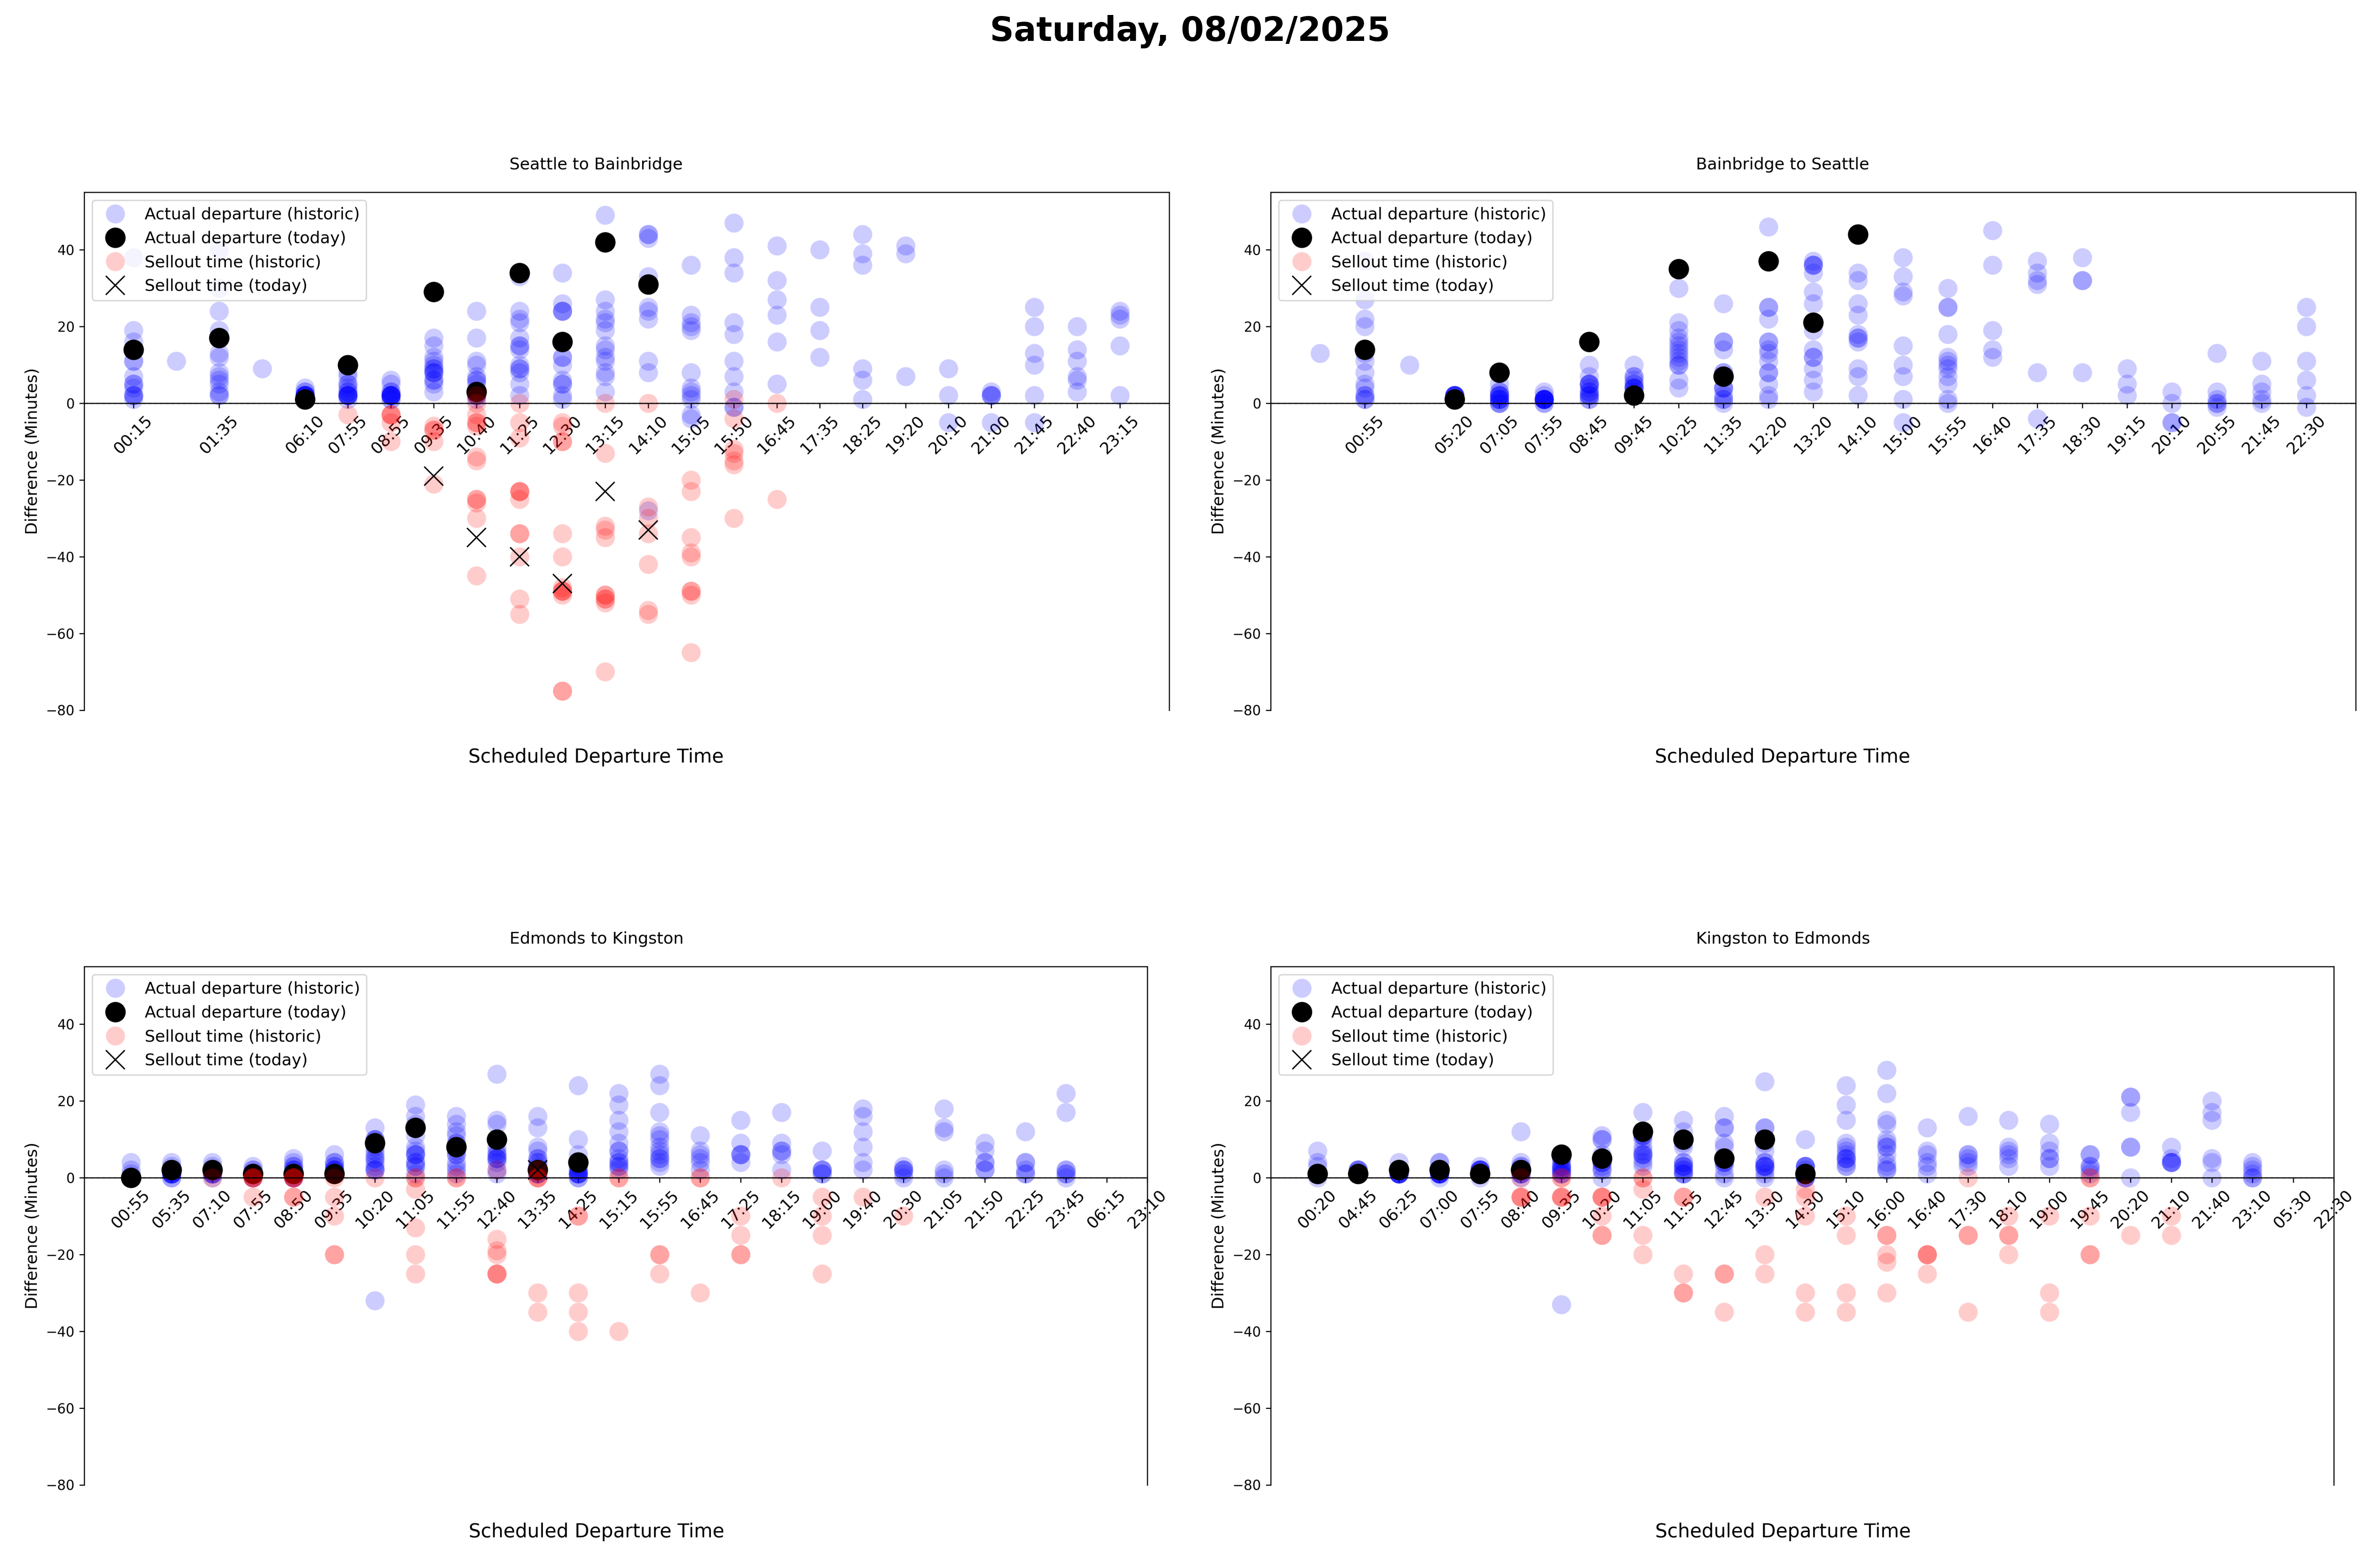 Saturday, 08/02/2025
Seattle to Bainbridge
Actual departure (historic)
Actual departure (today)
Sellout time (historic)
Sellout time (today)
Difference (Minutes)
40
20
0
−20
−40
−60
−80
00:15 01:35 06:10 07:55 08:55 09:35 10:40 11:25 12:30 13:15 14:10 15:05 15:50 16:45 17:35 18:25 19:20 20:10 21:00 21:45 22:40 23:15
Scheduled Departure Time
Bainbridge to Seattle
Actual departure (historic)
Actual departure (today)
Sellout time (historic)
Sellout time (today)
Difference (Minutes)
40
20
0
−20
−40
−60
−80
00:55 05:20 07:05 07:55 08:45 09:45 10:25 11:35 12:20 13:20 14:10 15:00 15:55 16:40 17:35 18:30 19:15 20:10 20:55 21:45 22:30
Scheduled Departure Time
Edmonds to Kingston
Actual departure (historic)
Actual departure (today)
Sellout time (historic)
Sellout time (today)
Difference (Minutes)
40
20
0
−20
−40
−60
−80
00:55 05:35 07:10 07:55 08:50 09:35 10:20 11:05 11:55 12:40 13:35 14:25 15:15 15:55 16:45 17:25 18:15 19:00 19:40 20:30 21:05 21:50 22:25 23:45 06:15 23:10
Scheduled Departure Time
Kingston to Edmonds
Actual departure (historic)
Actual departure (today)
Sellout time (historic)
Sellout time (today)
Difference (Minutes)
40
20
0
−20
−40
−60
−80
00:20 04:45 06:25 07:00 07:55 08:40 09:35 10:20 11:05 11:55 12:45 13:30 14:30 15:10 16:00 16:40 17:30 18:10 19:00 19:45 20:20 21:10 21:40 23:10 05:30 22:30
Scheduled Departure Time